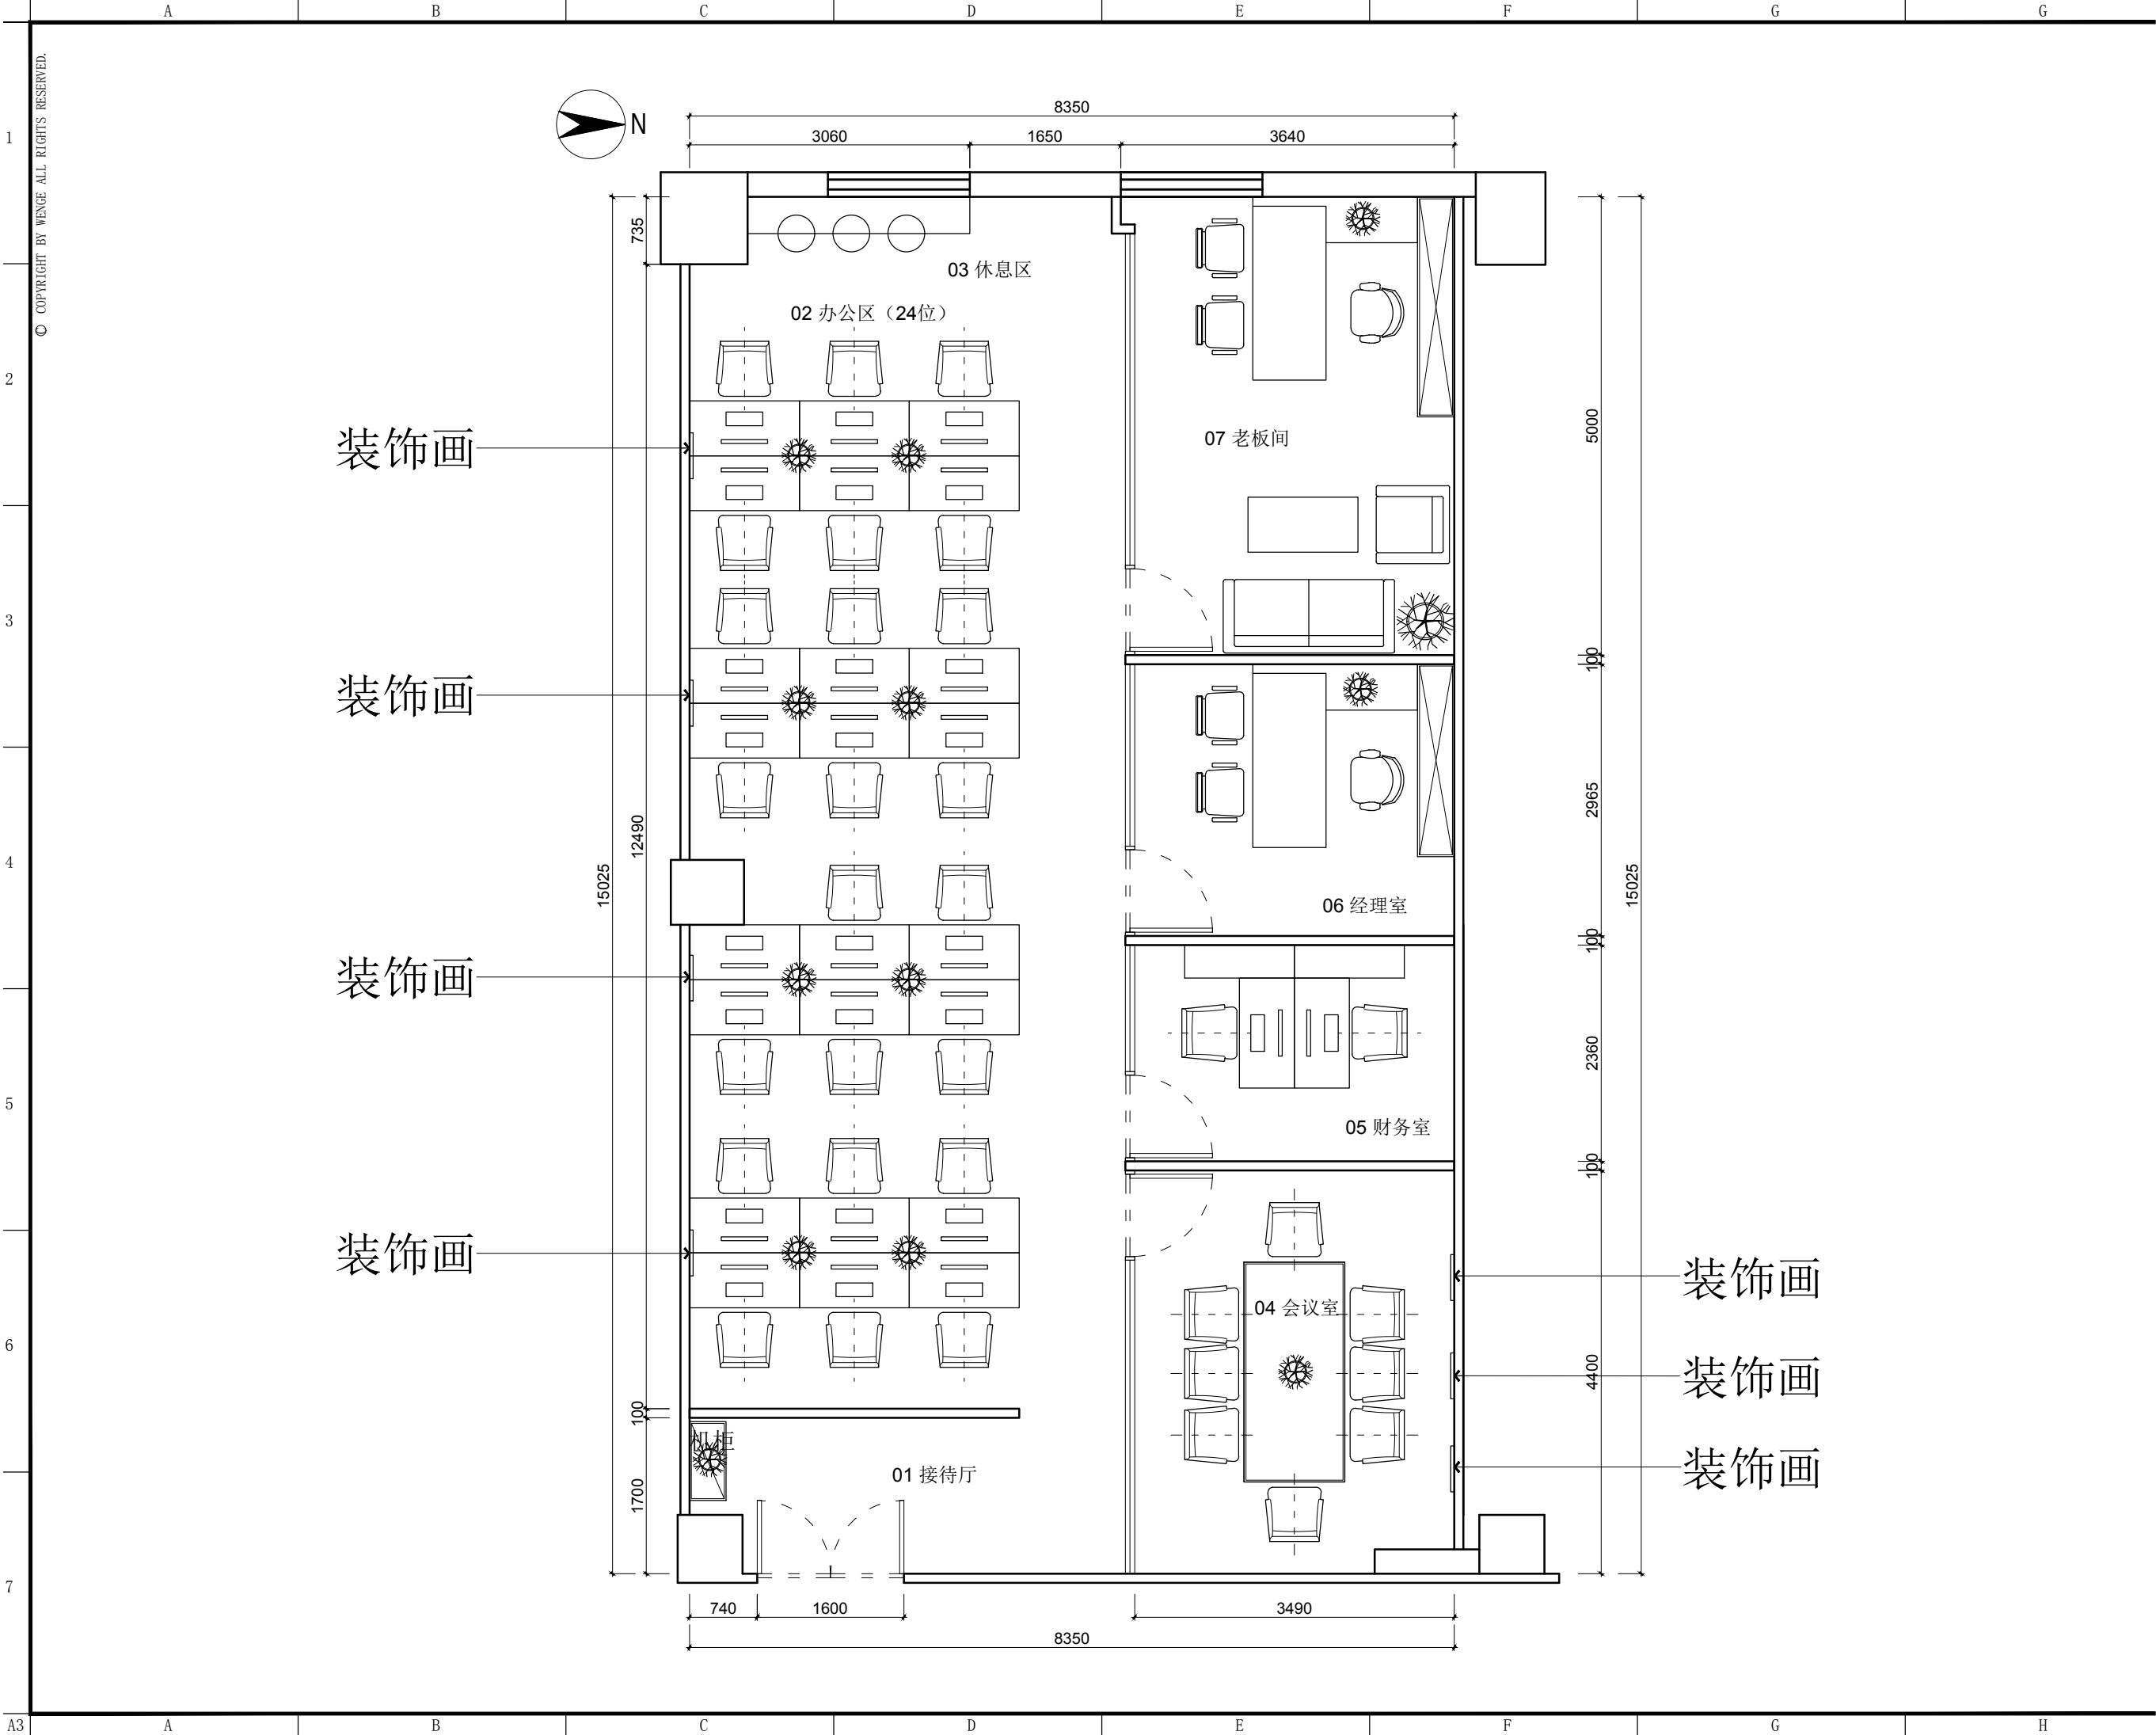 A B C D E F G G
© COPYRIGHT BY WENGE ALL RIGHTS RESERVED.
1
2
3
4
5
6
7
N
8350
3060 1650 3640
735
12490
100
1700
15025
03 休息区
02 办公区（24位）
07 老板间
06 经理室
05 财务室
04 会议室
机柜
01 接待厅
装饰画
装饰画
装饰画
装饰画
装饰画
装饰画
装饰画
5000
100
2965
100
2360
100
4400
15025
740 1600 3490
8350
A3 A B C D E F G H